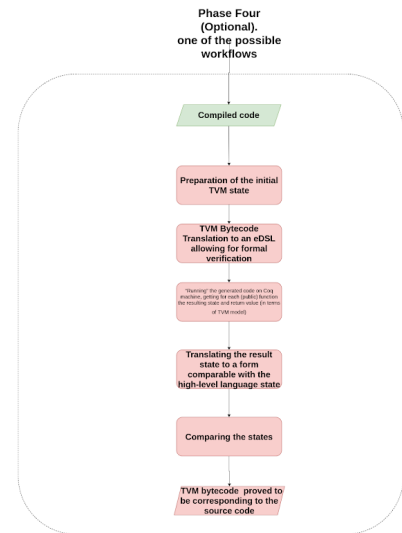 Phase Four
(Optional).
one of the possible
workflows
Compiled code
Preparation of the initial
TVM state
TVM Bytecode
Translation to an eDSL
allowing for formal
verification
"Running" the generated code on Coq
machine, getting for each (public) function
the resulting state and return value (in terms
of TVM model)
Translating the result
state to a form
comparable with the
high-level language state
Comparing the states
TVM bytecode proved to
be corresponding to the
source code